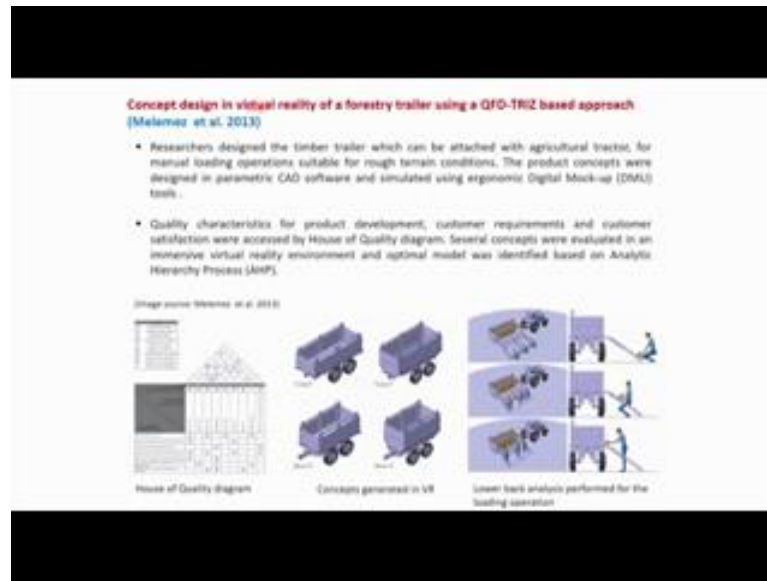 Concept design in virtual reality of a forestry trailer using a QFD-TRIZ based approach
(Melemez et al. 2013)
• Researchers designed the timber trailer which can be attached with agricultural tractor, for
manual loading operations suitable for rough terrain conditions. The product concepts were
designed in parametric CAD software and simulated using ergonomic Digital Mock-up (DMU)
tools .
• Quality characteristics for product development, customer requirements and customer
satisfaction were accessed by House of Quality diagram. Several concepts were evaluated in an
immersive virtual reality environment and optimal model was identified based on Analytic
Hierarchy Process (AHP).
(Image source: Melemez et al. 2013)
House of Quality diagram
Concepts generated in VR
Lower back analysis performed for the
loading operation